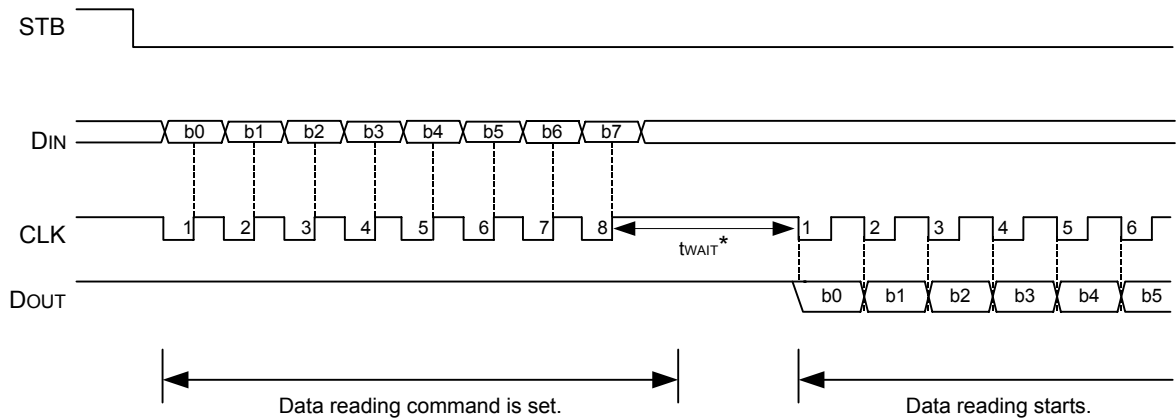 STB
DIN b0 b1 b2 b3 b4 b5 b6 b7
CLK 1 2 3 4 5 6 7 8 1 2 3 4 5 6
tWAIT*
DOUT b0 b1 b2 b3 b4 b5
Data reading command is set. Data reading starts.